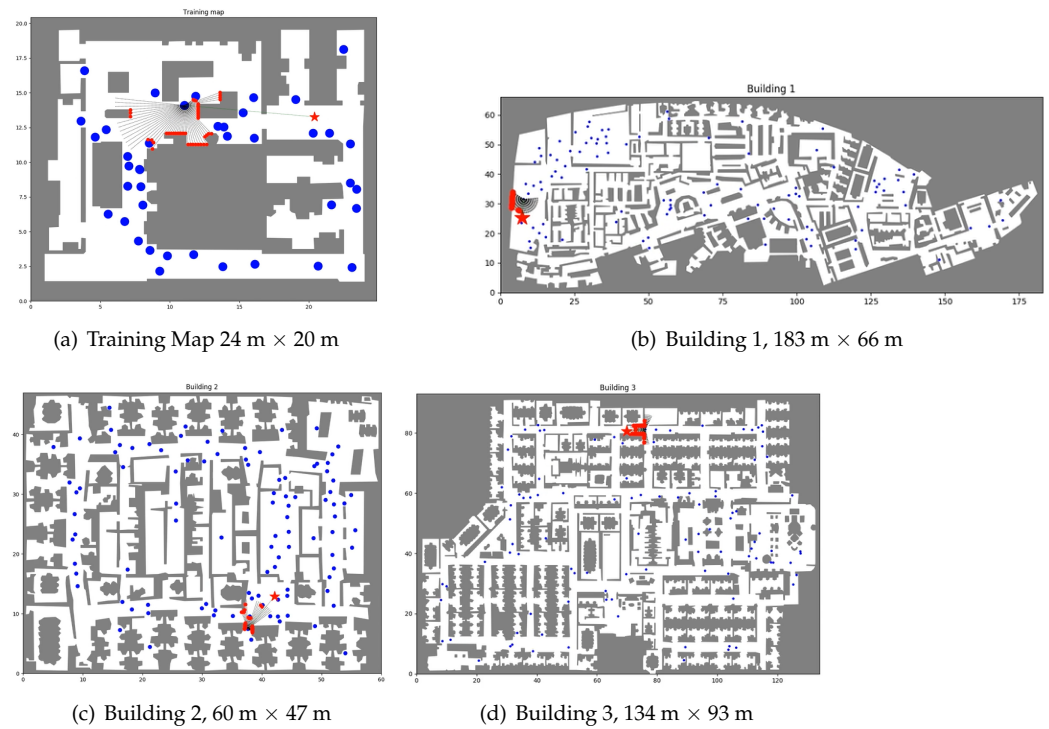 Training map
20.0
17.5
15.0
12.5
10.0
7.5
5.0
2.5
0.0
0 5 10 15 20
(a) Training Map 24 m × 20 m
Building 1
60
50
40
30
20
10
0
0 25 50 75 100 125 150 175
(b) Building 1, 183 m × 66 m
Building 2
40
30
20
10
0
0 10 20 30 40 50 60
(c) Building 2, 60 m × 47 m
Building 3
80
60
40
20
0
0 20 40 60 80 100 120
(d) Building 3, 134 m × 93 m